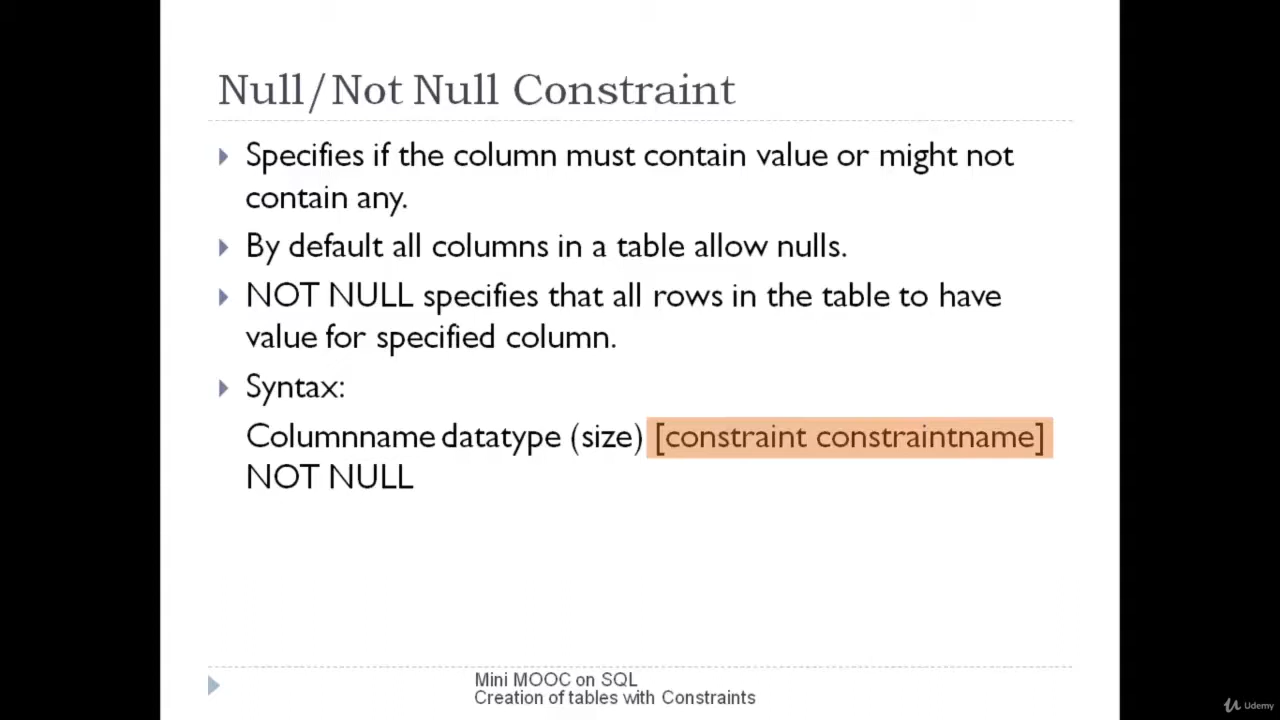 Null/Not Null Constraint
Specifies if the column must contain value or might not
contain any.
By default all columns in a table allow nulls.
NOT NULL specifies that all rows in the table to have
value for specified column.
Syntax:
Columnname datatype (size) [constraint constraintname]
NOT NULL
Mini MOOC on SQL
Creation of tables with Constraints
Udemy